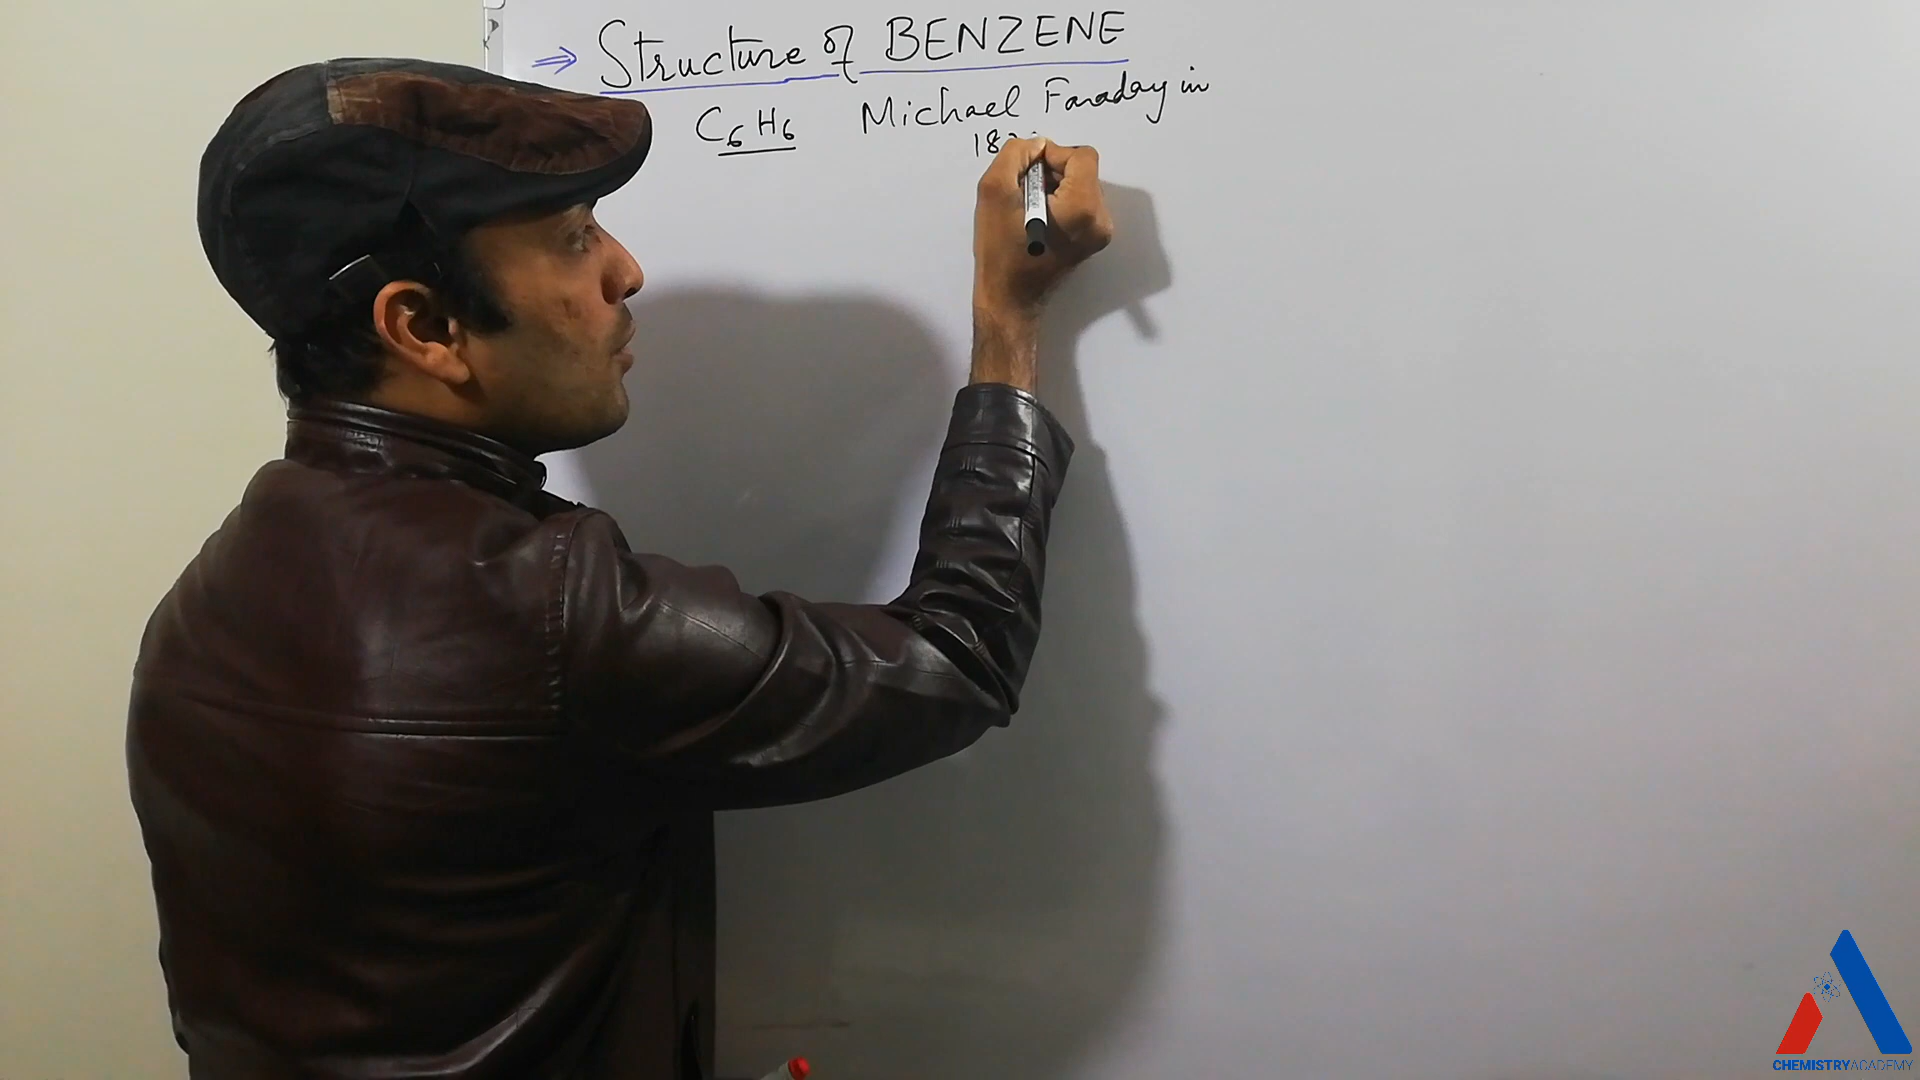 ⇒ Structure of BENZENE
C6H6 Michael Faraday in
CHEMISTRYACADEMY